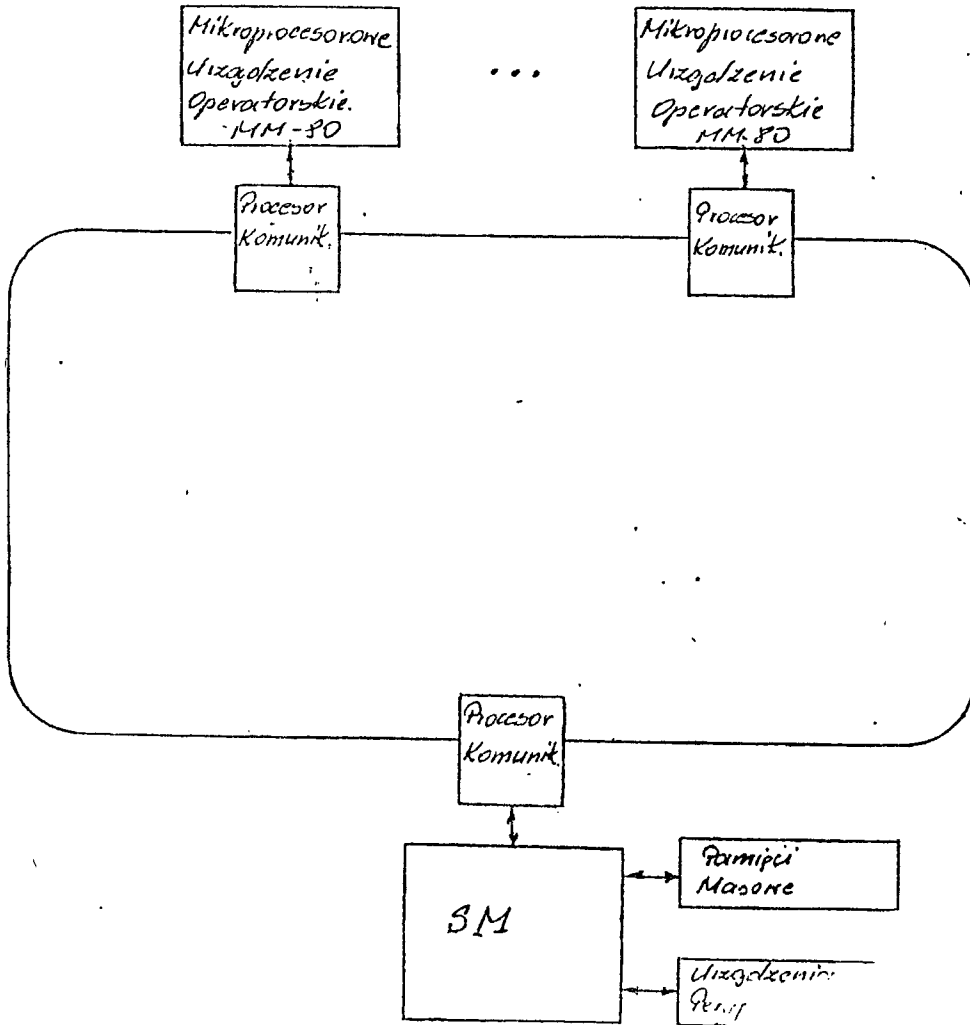 Mikroprocesorowe
Urządzenie
Operatorskie.
MM-80
...
Mikroprocesorowe
Urządzenie
Operatorskie
MM-80
Procesor
Komunik.
Procesor
Komunik.
Procesor
Komunik.
SM
Pamięci
Masowe
Urządzenia